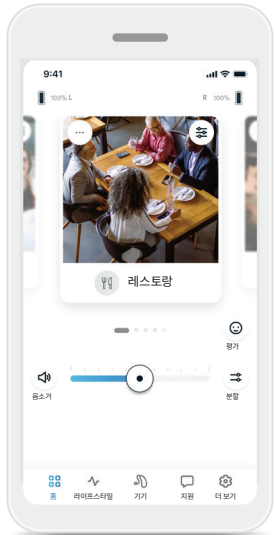 9:41
100% L
R 100%
레스토랑
평가
음소거
분할
홈
라이프스타일
기기
지원
더 보기